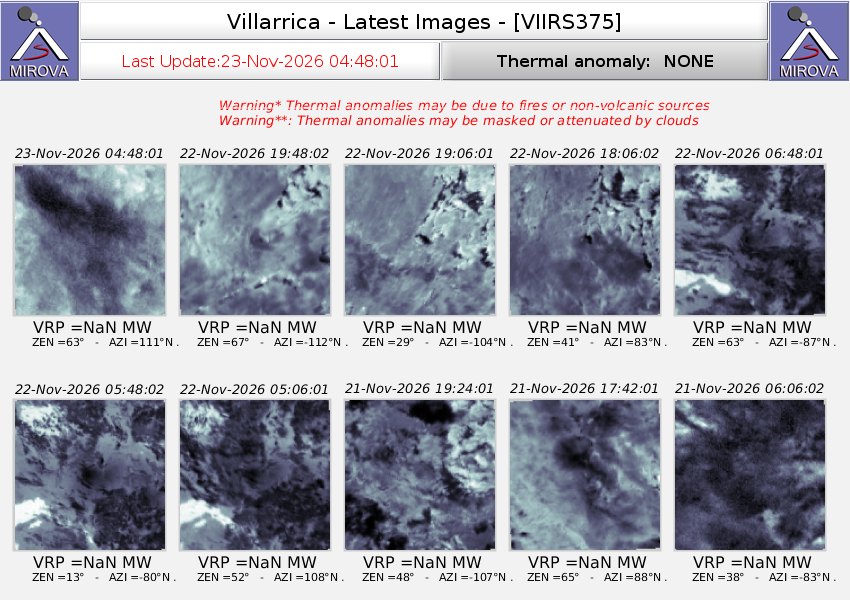 Villarrica - Latest Images - [VIIRS375]
MIROVA
Last Update:23-Nov-2026 04:48:01
Thermal anomaly: NONE
MIROVA
Warning* Thermal anomalies may be due to fires or non-volcanic sources
Warning**: Thermal anomalies may be masked or attenuated by clouds
23-Nov-2026 04:48:01 22-Nov-2026 19:48:02 22-Nov-2026 19:06:01 22-Nov-2026 18:06:02 22-Nov-2026 06:48:01
VRP =NaN MW VRP =NaN MW VRP =NaN MW VRP =NaN MW VRP =NaN MW
ZEN =63° - AZI =111°N . ZEN =67° - AZI =-112°N . ZEN =29° - AZI =-104°N . ZEN =41° - AZI =83°N . ZEN =63° - AZI =-87°N .
22-Nov-2026 05:48:02 22-Nov-2026 05:06:01 21-Nov-2026 19:24:01 21-Nov-2026 17:42:01 21-Nov-2026 06:06:02
VRP =NaN MW VRP =NaN MW VRP =NaN MW VRP =NaN MW VRP =NaN MW
ZEN =13° - AZI =-80°N . ZEN =52° - AZI =108°N . ZEN =48° - AZI =-107°N . ZEN =65° - AZI =88°N . ZEN =38° - AZI =-83°N .